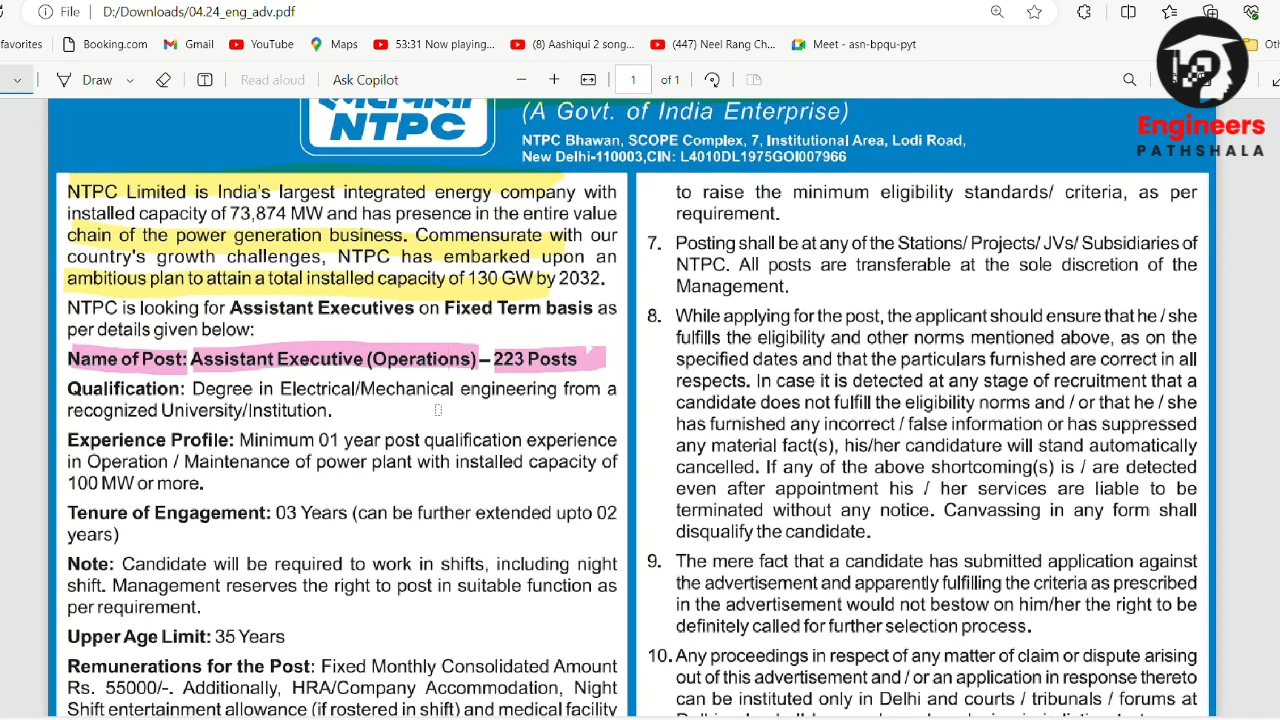 File
D:/Downloads/04.24_eng_adv.pdf
favorites
Booking.com
Gmail
YouTube
Maps
53:31 Now playing...
(8) Aashiqui 2 song...
(447) Neel Rang Ch...
Meet - asn-bpqu-pyt
Draw
Read aloud
Ask Copilot
1
of 1
Engineers
PATHSHALA
NTPC
(A Govt. of India Enterprise)
NTPC Bhawan, SCOPE Complex, 7, Institutional Area, Lodi Road,
New Delhi-110003,CIN: L4010DL1975GOI007966
NTPC Limited is India's largest integrated energy company with
installed capacity of 73,874 MW and has presence in the entire value
chain of the power generation business. Commensurate with our
country's growth challenges, NTPC has embarked upon an
ambitious plan to attain a total installed capacity of 130 GW by 2032.
NTPC is looking for Assistant Executives on Fixed Term basis as
per details given below:
Name of Post: Assistant Executive (Operations) – 223 Posts
Qualification: Degree in Electrical/Mechanical engineering from a
recognized University/Institution.
Experience Profile: Minimum 01 year post qualification experience
in Operation / Maintenance of power plant with installed capacity of
100 MW or more.
Tenure of Engagement: 03 Years (can be further extended upto 02
years)
Note: Candidate will be required to work in shifts, including night
shift. Management reserves the right to post in suitable function as
per requirement.
Upper Age Limit: 35 Years
Remunerations for the Post: Fixed Monthly Consolidated Amount
Rs. 55000/-. Additionally, HRA/Company Accommodation, Night
Shift entertainment allowance (if rostered in shift) and medical facility
to raise the minimum eligibility standards/ criteria, as per
requirement.
7. Posting shall be at any of the Stations/ Projects/ JVs/ Subsidiaries of
NTPC. All posts are transferable at the sole discretion of the
Management.
8. While applying for the post, the applicant should ensure that he / she
fulfills the eligibility and other norms mentioned above, as on the
specified dates and that the particulars furnished are correct in all
respects. In case it is detected at any stage of recruitment that a
candidate does not fulfill the eligibility norms and / or that he / she
has furnished any incorrect / false information or has suppressed
any material fact(s), his/her candidature will stand automatically
cancelled. If any of the above shortcoming(s) is / are detected
even after appointment his / her services are liable to be
terminated without any notice. Canvassing in any form shall
disqualify the candidate.
9. The mere fact that a candidate has submitted application against
the advertisement and apparently fulfilling the criteria as prescribed
in the advertisement would not bestow on him/her the right to be
definitely called for further selection process.
10. Any proceedings in respect of any matter of claim or dispute arising
out of this advertisement and / or an application in response thereto
can be instituted only in Delhi and courts / tribunals / forums at